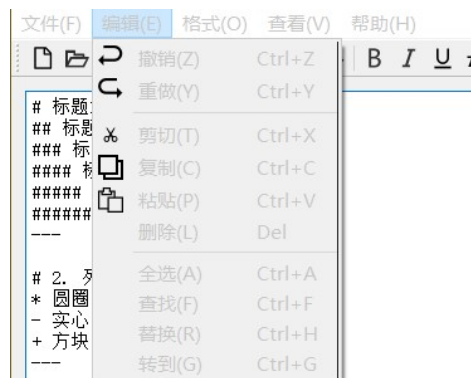 文件(F) 编辑(E) 格式(O) 查看(V) 帮助(H)
B I U
撤销(Z) Ctrl+Z
重做(Y) Ctrl+Y
剪切(T) Ctrl+X
复制(C) Ctrl+C
粘贴(P) Ctrl+V
删除(L) Del
全选(A) Ctrl+A
查找(F) Ctrl+F
替换(R) Ctrl+H
转到(G) Ctrl+G
# 标题
## 标题
### 标
####
#####
######
---
# 2.
* 圆圈
- 实心
+ 方块
---